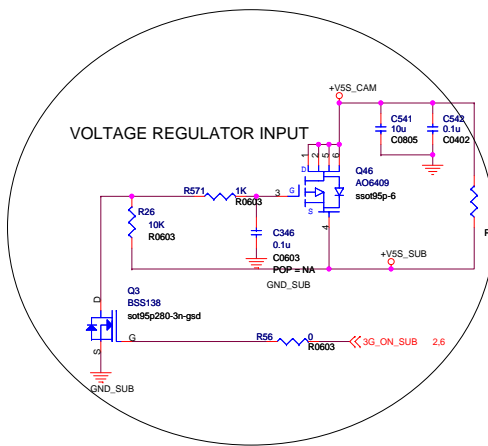 +V5S_CAM
C541
10u
C0805
C542
0.1u
C0402
VOLTAGE REGULATOR INPUT
1
2
5
6
D
Q46
AO6409
ssot95p-6
R571
1K
R0603
3
G
S
4
R26
10K
R0603
C346
0.1u
C0603
POP = NA
GND_SUB
+V5S_SUB
R
Q3
BSS138
sot95p280-3n-gsd
D
S
G
R56
0
R0603
3G_ON_SUB 2,6
GND_SUB